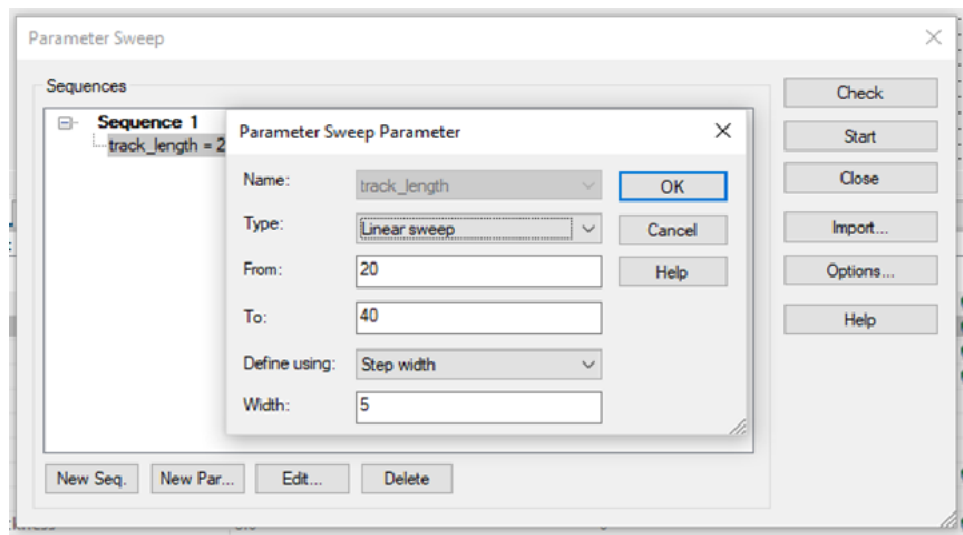 Parameter Sweep
Sequences
Sequence 1
track_length = 2
Parameter Sweep Parameter
Name:
track_length
Type:
Linear sweep
From:
20
To:
40
Define using:
Step width
Width:
5
OK
Cancel
Help
Check
Start
Close
Import...
Options...
Help
New Seq.
New Par...
Edit...
Delete